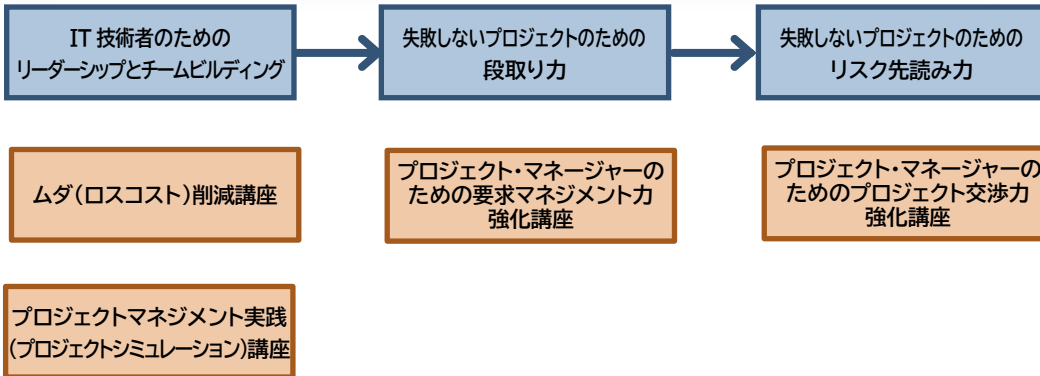 IT 技術者のための
リーダーシップとチームビルディング
失敗しないプロジェクトのための
段取り力
失敗しないプロジェクトのための
リスク先読み力
ムダ(ロスコスト)削減講座
プロジェクト・マネージャーの
ための要求マネジメント力
強化講座
プロジェクト・マネージャーの
ためのプロジェクト交渉力
強化講座
プロジェクトマネジメント実践
(プロジェクトシミュレーション)講座